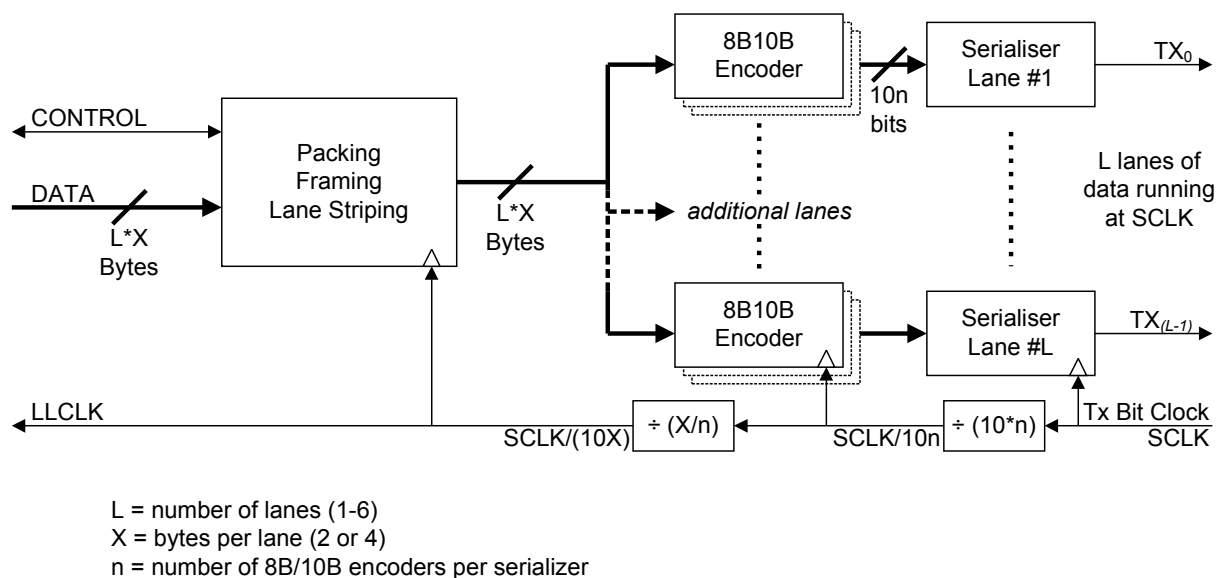 8B10B
Encoder
10n
bits
Serialiser
Lane #1
TX0
CONTROL
DATA
L*X
Bytes
Packing
Framing
Lane Striping
L*X
Bytes
additional lanes
L lanes of
data running
at SCLK
8B10B
Encoder
Serialiser
Lane #L
TX(L-1)
LLCLK
SCLK/(10X)
÷ (X/n)
SCLK/10n
÷ (10*n)
Tx Bit Clock
SCLK
L = number of lanes (1-6)
X = bytes per lane (2 or 4)
n = number of 8B/10B encoders per serializer